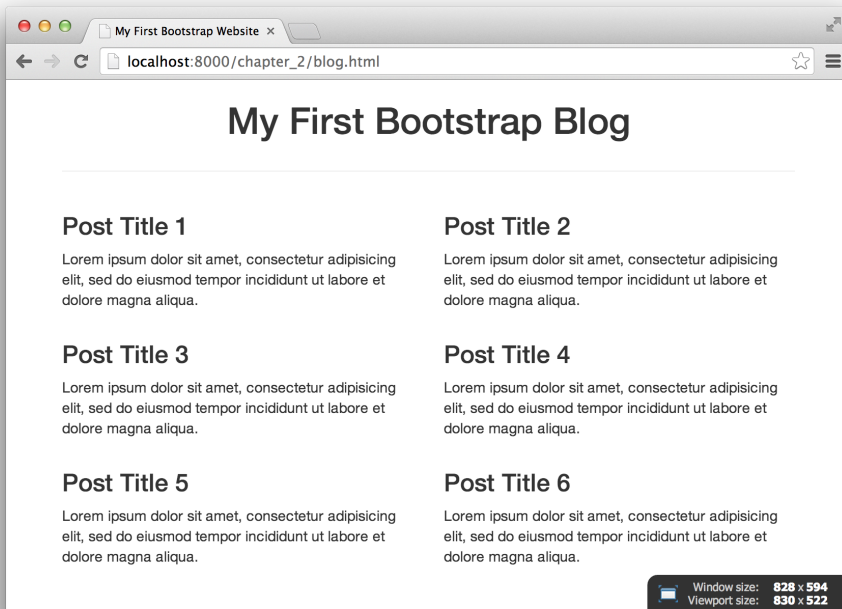 My First Bootstrap Website
localhost:8000/chapter_2/blog.html
My First Bootstrap Blog
Post Title 1
Lorem ipsum dolor sit amet, consectetur adipisicing
elit, sed do eiusmod tempor incididunt ut labore et
dolore magna aliqua.
Post Title 2
Lorem ipsum dolor sit amet, consectetur adipisicing
elit, sed do eiusmod tempor incididunt ut labore et
dolore magna aliqua.
Post Title 3
Lorem ipsum dolor sit amet, consectetur adipisicing
elit, sed do eiusmod tempor incididunt ut labore et
dolore magna aliqua.
Post Title 4
Lorem ipsum dolor sit amet, consectetur adipisicing
elit, sed do eiusmod tempor incididunt ut labore et
dolore magna aliqua.
Post Title 5
Lorem ipsum dolor sit amet, consectetur adipisicing
elit, sed do eiusmod tempor incididunt ut labore et
dolore magna aliqua.
Post Title 6
Lorem ipsum dolor sit amet, consectetur adipisicing
elit, sed do eiusmod tempor incididunt ut labore et
dolore magna aliqua.
Window size: 828 x 594
Viewport size: 830 x 522